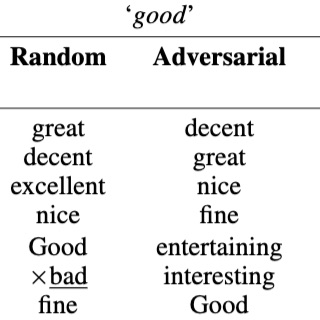 ‘good’
Random Adversarial
great decent
decent great
excellent nice
nice fine
Good entertaining
×bad interesting
fine Good